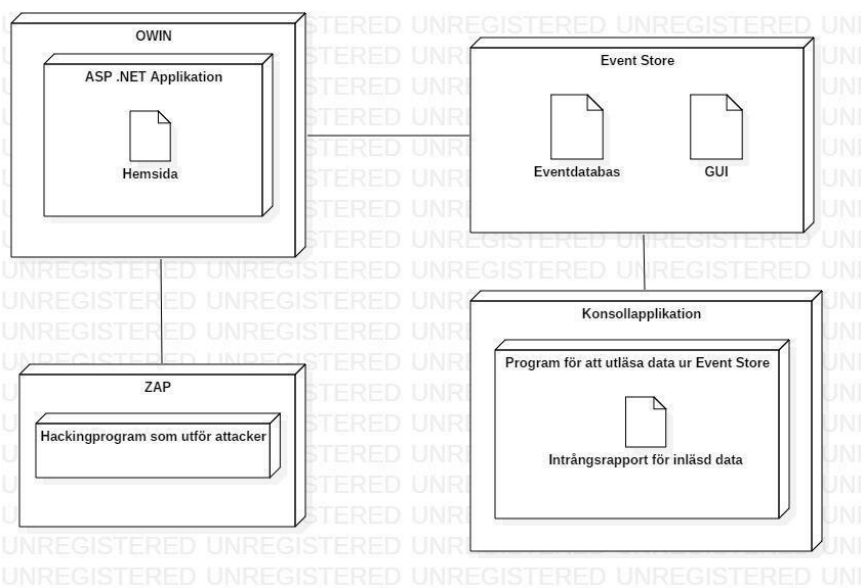 OWIN
ASP .NET Applikation
Hemsida
Event Store
Eventdatabas
GUI
ZAP
Hackingprogram som utför attacker
Konsollapplikation
Program för att utläsa data ur Event Store
Intrångsrapport för inläsd data
UNREGISTERED UNREGISTERED UNREGISTERED